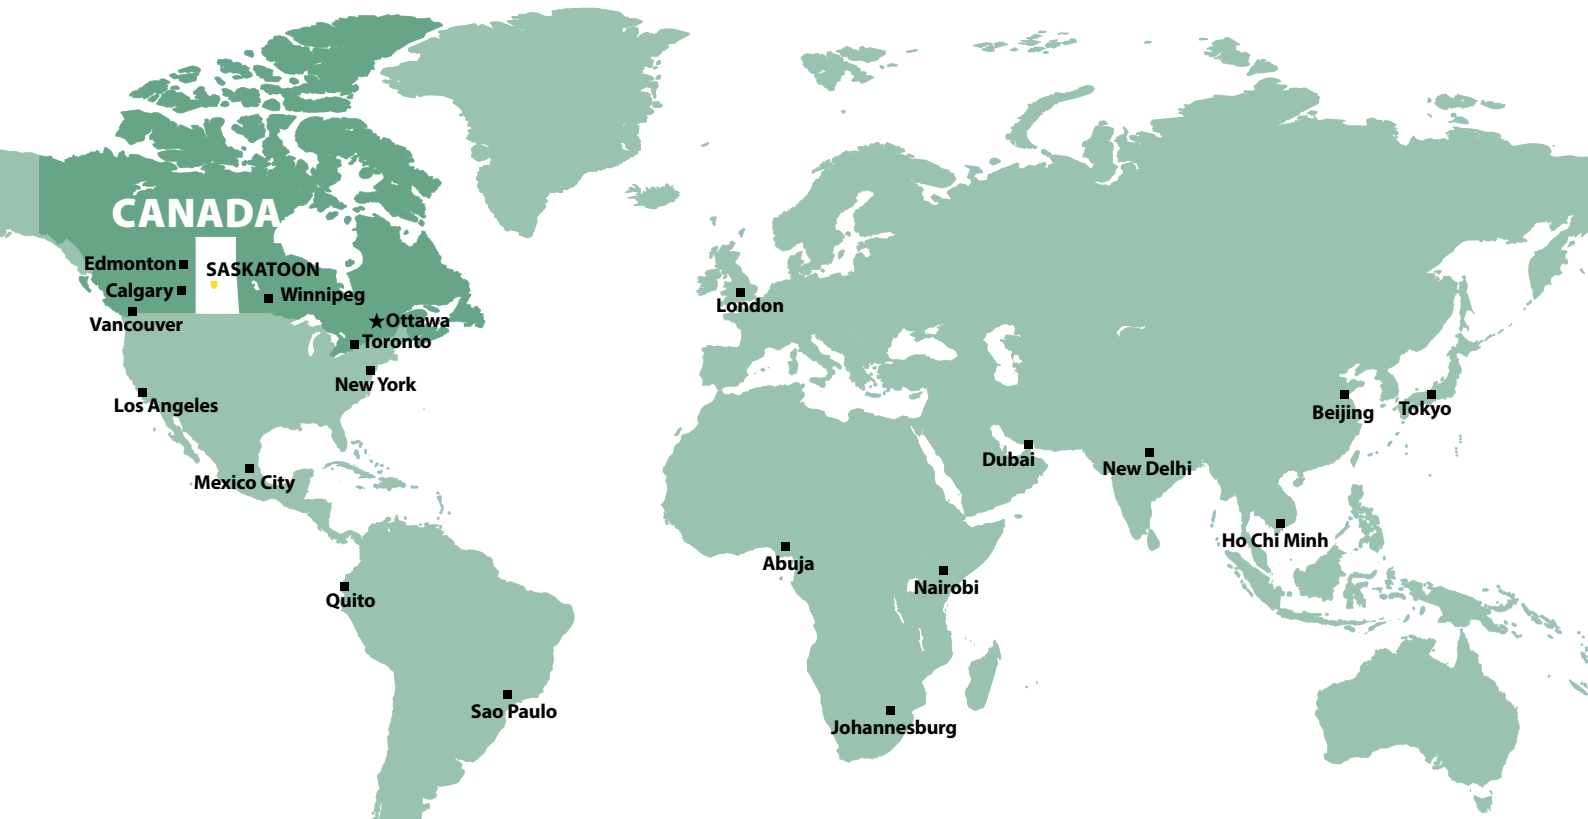 CANADA
Edmonton
SASKATOON
Calgary
Winnipeg
Vancouver
Ottawa
Toronto
New York
Los Angeles
Mexico City
London
Beijing
Tokyo
Dubai
New Delhi
Ho Chi Minh
Abuja
Nairobi
Quito
Sao Paulo
Johannesburg